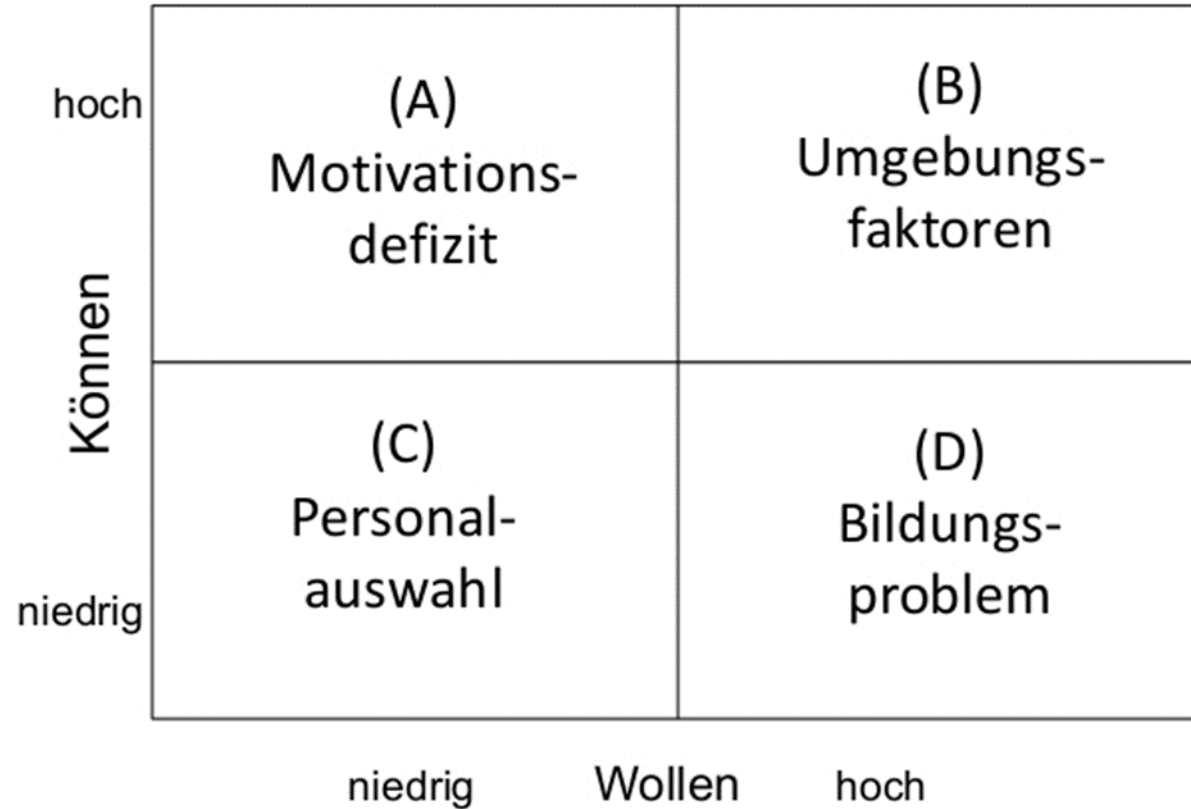 hoch
(A)
Motivations-
defizit
(B)
Umgebungs-
faktoren
Können
niedrig
(C)
Personal-
auswahl
(D)
Bildungs-
problem
niedrig
Wollen
hoch